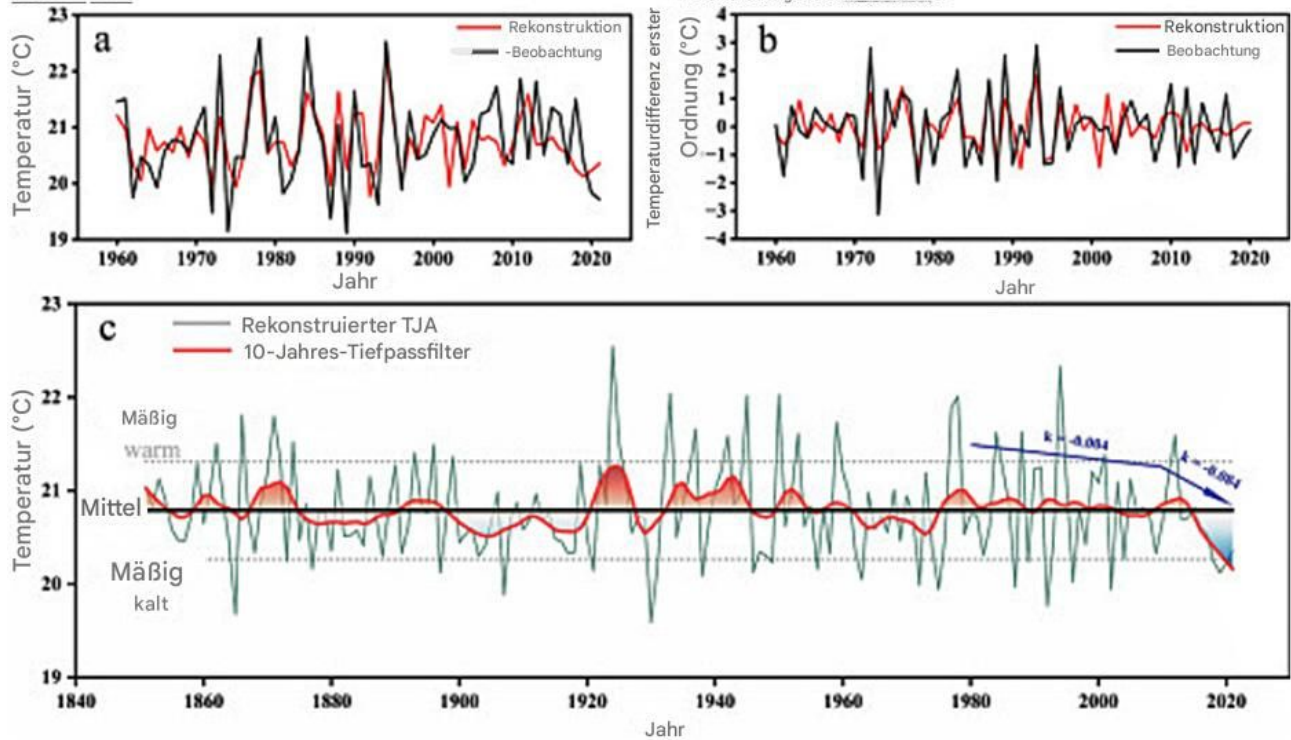 a
Rekonstruktion
-Beobachtung
Temperatur (°C)
23
22
21
20
19
1960 1970 1980 1990 2000 2010 2020
Jahr
b
Rekonstruktion
Beobachtung
Temperaturdifferenz erster
Ordnung (°C)
4
3
2
1
0
-1
-2
-3
-4
1960 1970 1980 1990 2000 2010 2020
Jahr
c
Rekonstruierter TJA
10-Jahres-Tiefpassfilter
Temperatur (°C)
23
22
21
20
19
Mäßig
warm
Mittel
Mäßig
kalt
k = -0.004
k = -0.084
1840 1860 1880 1900 1920 1940 1960 1980 2000 2020
Jahr